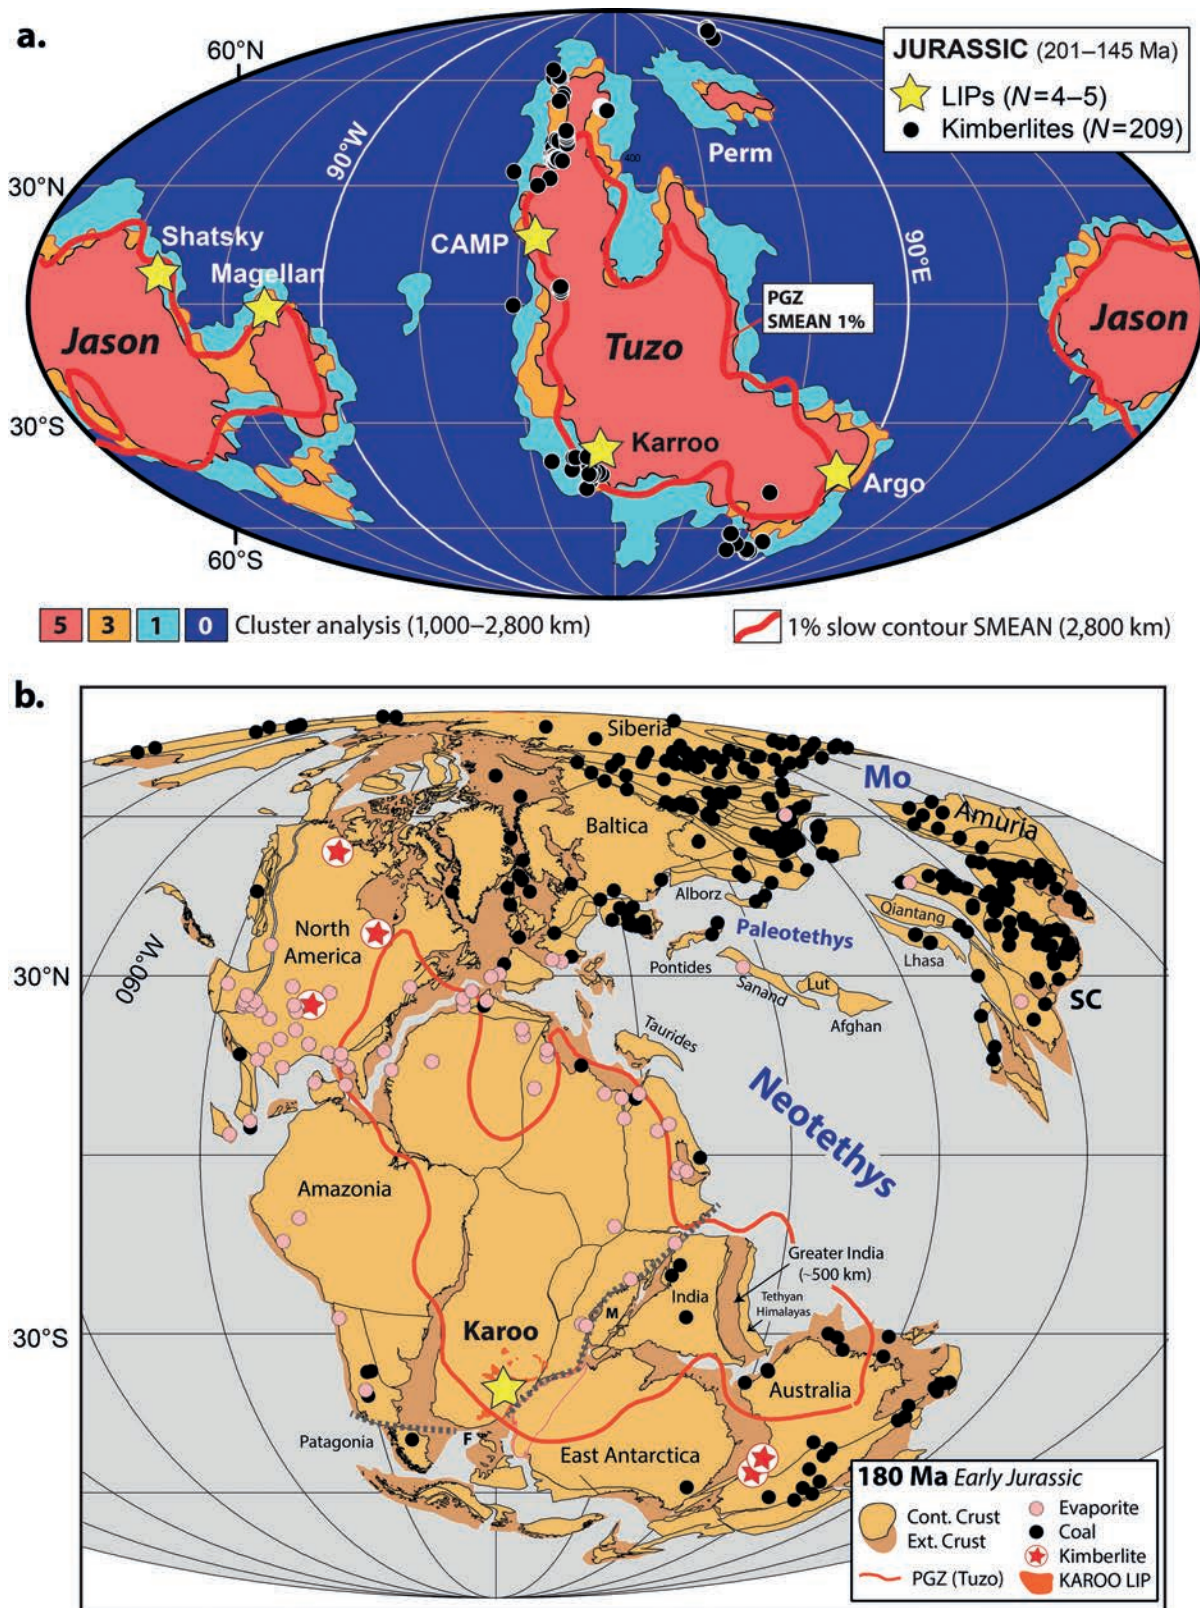 a.
60°N
JURASSIC (201–145 Ma)
LIPs (N=4–5)
Kimberlites (N=209)
90°W
Perm
400
30°N
Shatsky
CAMP
90°E
Magellan
PGZ
SMEAN 1%
Jason
Tuzo
Jason
30°S
Karroo
Argo
60°S
5 3 1 0 Cluster analysis (1,000–2,800 km)
1% slow contour SMEAN (2,800 km)
b.
Siberia
Mo
Amuria
Baltica
Alborz
Qiantang
North
America
Paleotethys
Lhasa
090°W
Pontides
30°N
Sanand
Lut
SC
Afghan
Taurides
Neotethys
Amazonia
Greater India
(~500 km)
India
Tethyan
Himalayas
M
30°S
Karoo
Australia
Patagonia
F
East Antarctica
180 Ma Early Jurassic
Cont. Crust
Ext. Crust
PGZ (Tuzo)
Evaporite
Coal
Kimberlite
KAROO LIP